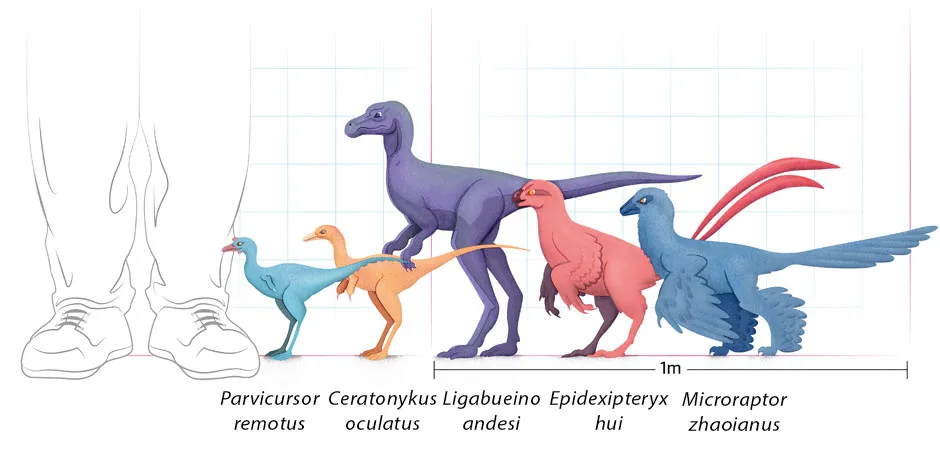 1m
Parvicursor Ceratonykus Ligabueino Epidexipteryx Microraptor
remotus oculatus andesi hui zhaoianus